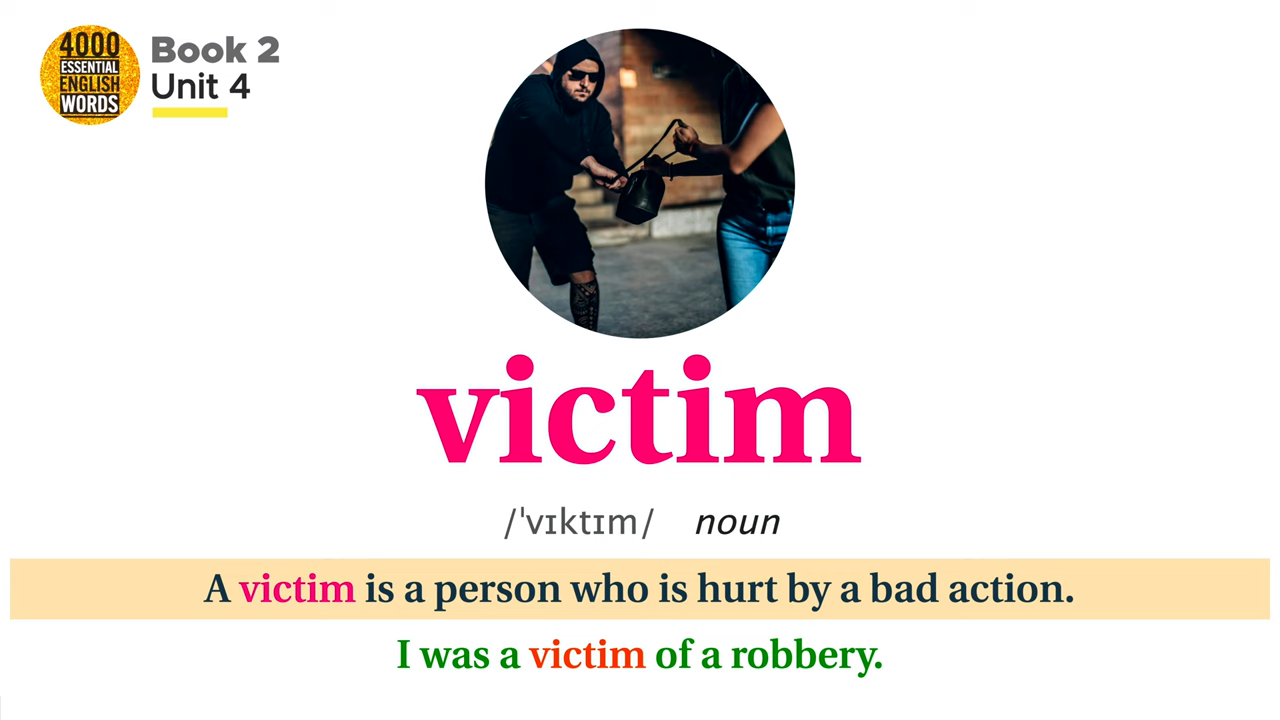 4000
ESSENTIAL
ENGLISH
WORDS
Book 2
Unit 4
victim
/ˈvɪktɪm/ noun
A victim is a person who is hurt by a bad action.
I was a victim of a robbery.